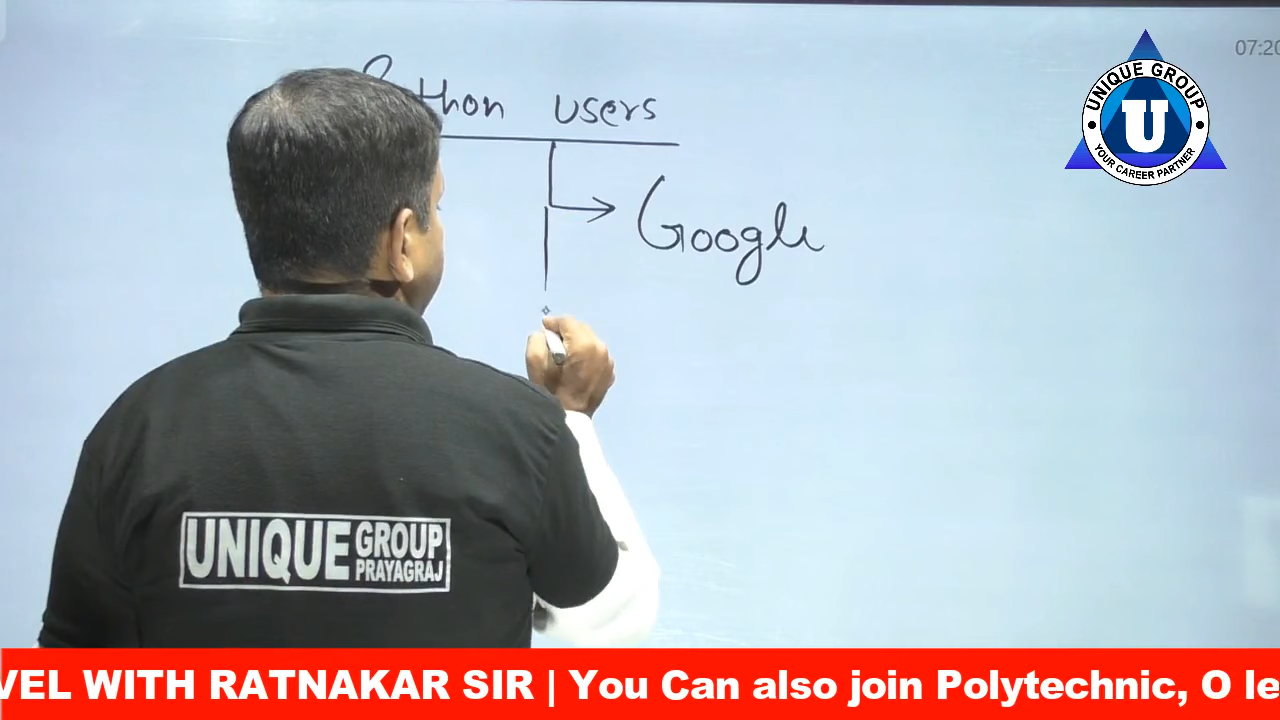 07:20
thon users
Google
UNIQUE GROUP
U
YOUR CAREER PARTNER
UNIQUE GROUP
PRAYAGRAJ
VEL WITH RATNAKAR SIR | You Can also join Polytechnic, O le